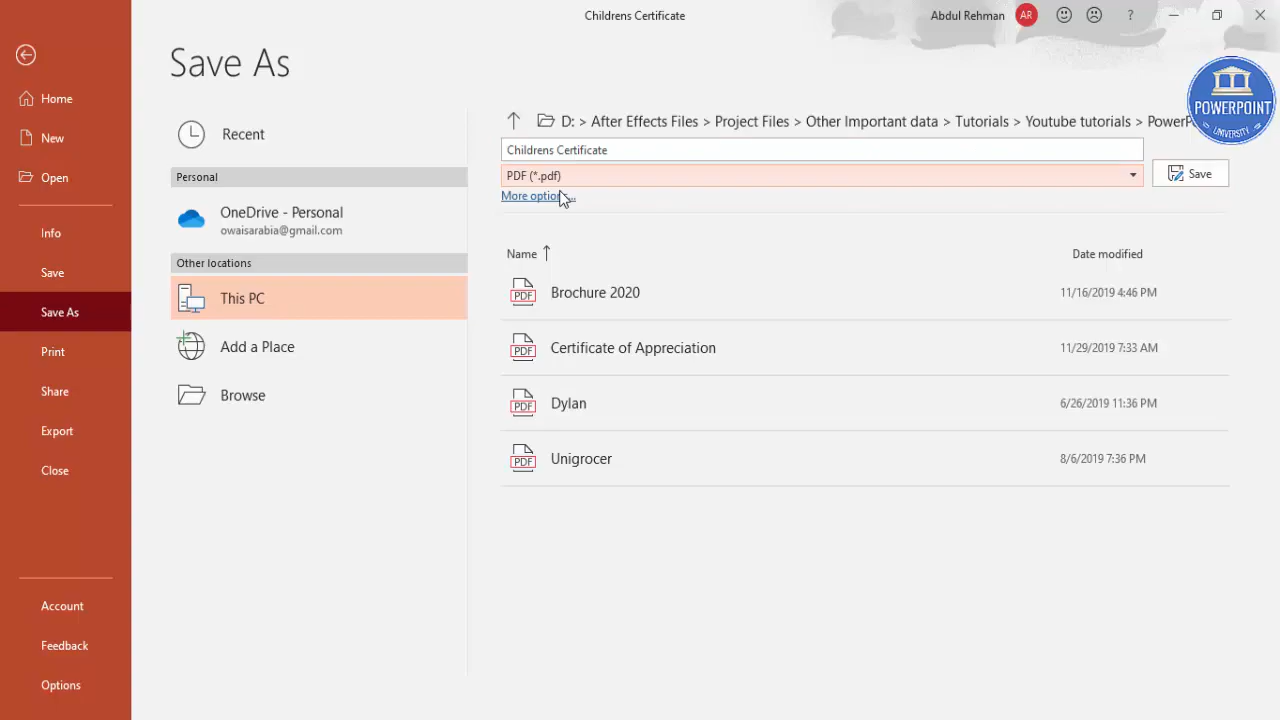 Childrens Certificate
Abdul Rehman
AR
?
Save As
Home
New
Open
Info
Save
Save As
Print
Share
Export
Close
Account
Feedback
Options
Recent
Personal
OneDrive - Personal
owaisarabia@gmail.com
Other locations
This PC
Add a Place
Browse
D: > After Effects Files > Project Files > Other Important data > Tutorials > Youtube tutorials > PowerP
Childrens Certificate
PDF (*.pdf)
Save
More option...
Name
Date modified
PDF
Brochure 2020
11/16/2019 4:46 PM
PDF
Certificate of Appreciation
11/29/2019 7:33 AM
PDF
Dylan
6/26/2019 11:36 PM
PDF
Unigrocer
8/6/2019 7:36 PM
POWERPOINT
UNIVERSITY